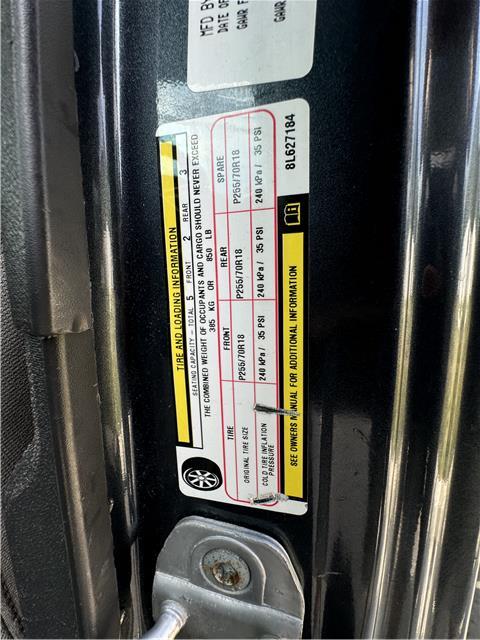 MFD BY
DATE OF
GAWR F
GAWR
TIRE AND LOADING INFORMATION
SEATING CAPACITY - TOTAL 5 FRONT 2 REAR 3
THE COMBINED WEIGHT OF OCCUPANTS AND CARGO SHOULD NEVER EXCEED
385 KG OR 850 LB
TIRE FRONT REAR SPARE
ORIGINAL TIRE SIZE P255/70R18 P255/70R18 P255/70R18
COLD TIRE INFLATION PRESSURE 240 kPa / 35 PSI 240 kPa / 35 PSI 240 kPa / 35 PSI
SEE OWNERS MANUAL FOR ADDITIONAL INFORMATION
8L627184